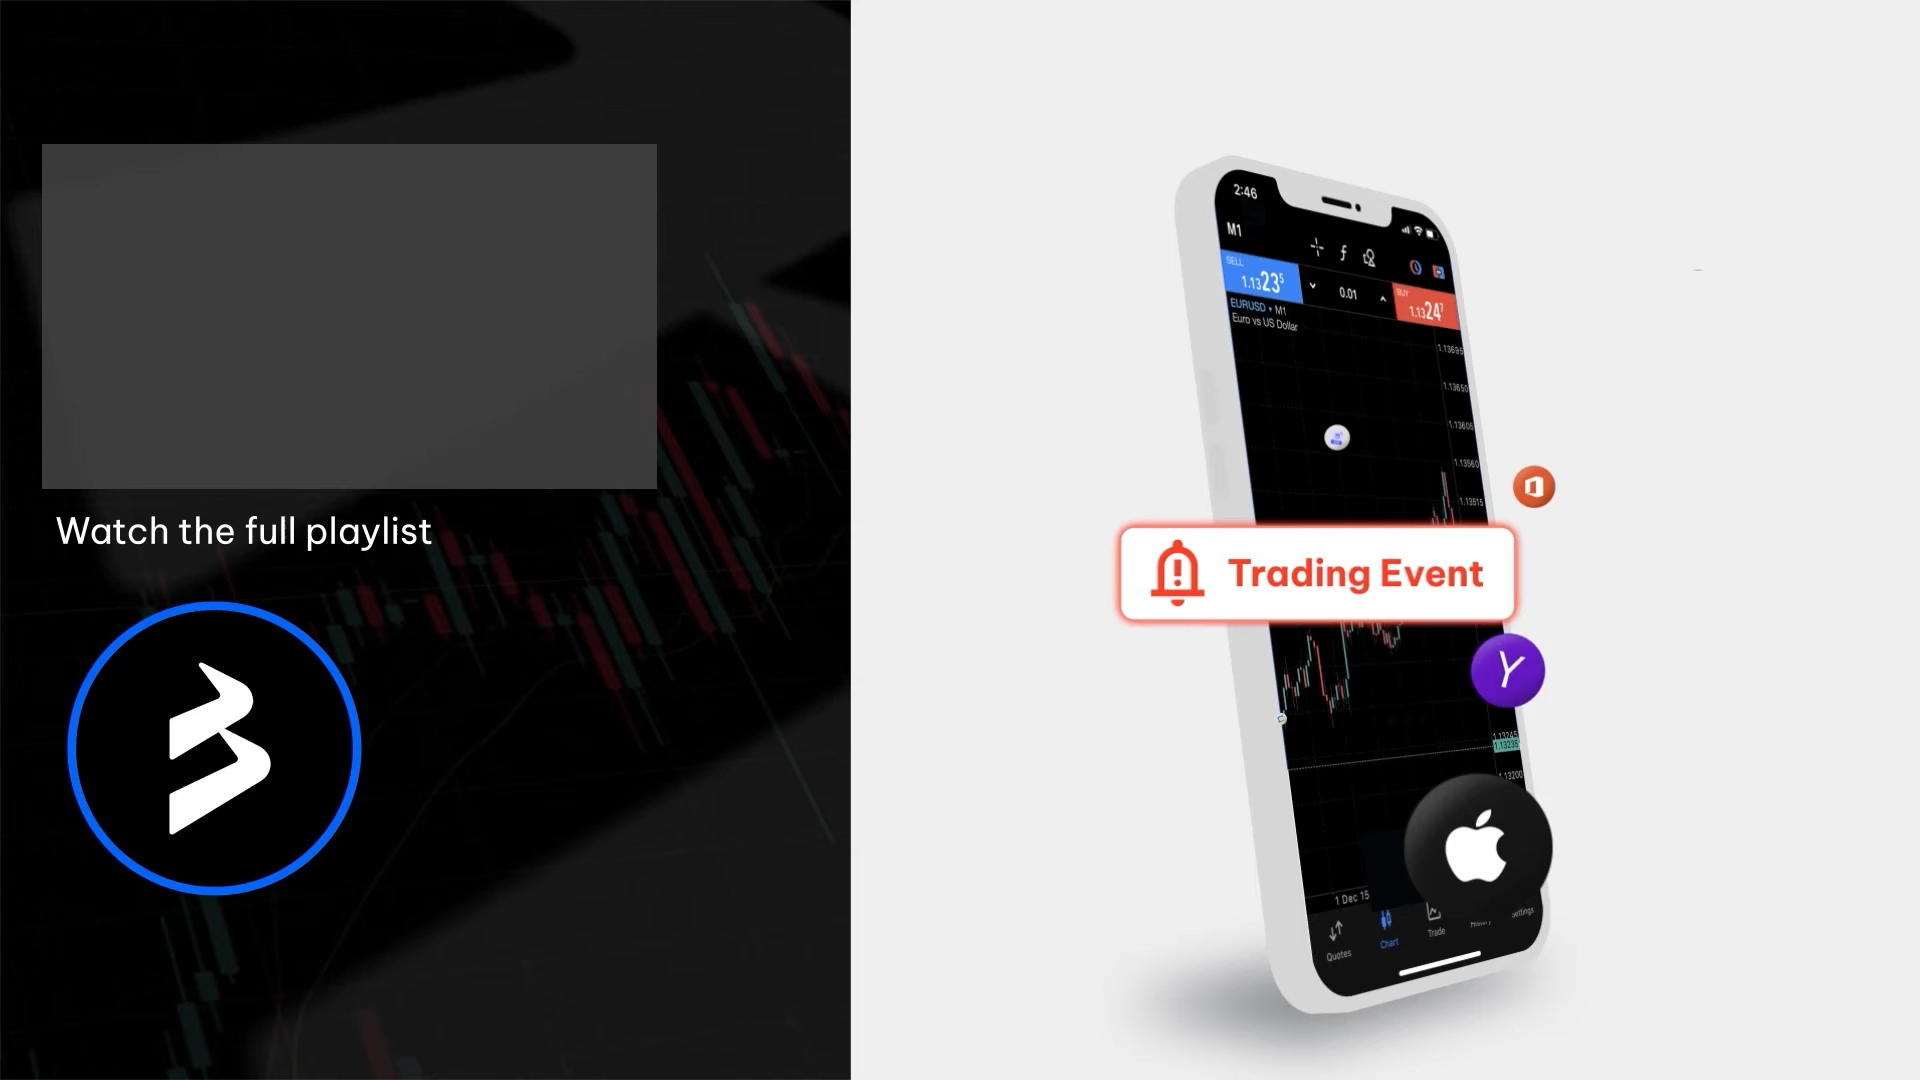 Watch the full playlist
2:46
M1
SELL
1.13235
0.01
BUY
1.13247
EURUSD • M1
Euro vs US Dollar
1.13695
1.13650
1.13605
1.13560
1.13515
Trading Event
Y
1.13245
1.13235
1.13200
1 Dec 15
Quotes
Chart
Trade